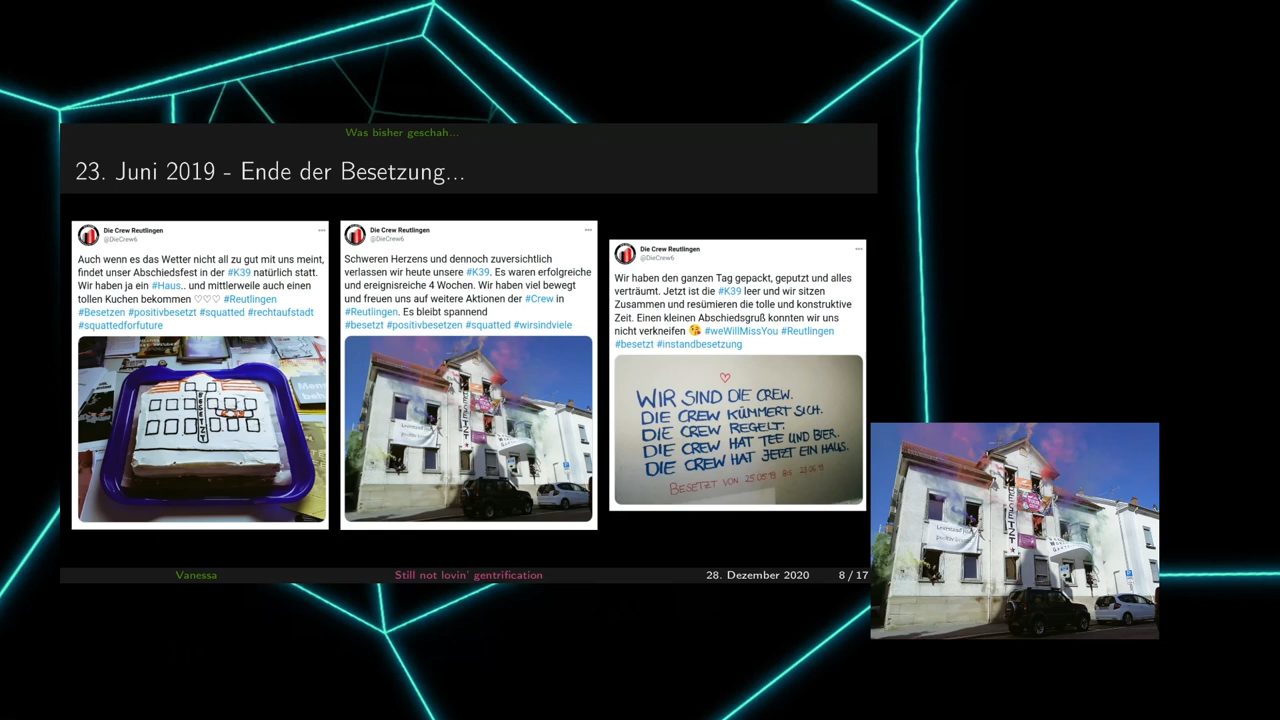 Was bisher geschah...
23. Juni 2019 - Ende der Besetzung...
Die Crew Reutlingen
@DieCrew6
Auch wenn es das Wetter nicht all zu gut mit uns meint,
findet unser Abschiedsfest in der #K39 natürlich statt.
Wir haben ja ein #Haus.. und mittlerweile auch einen
tollen Kuchen bekommen ♡♡♡ #Reutlingen
#Besetzen #positivbesetzt #squatted #rechtaufstadt
#squattedforfuture
BESETZT
Die Crew Reutlingen
@DieCrew6
Schweren Herzens und dennoch zuversichtlich
verlassen wir heute unsere #K39. Es waren erfolgreiche
und ereignisreiche 4 Wochen. Wir haben viel bewegt
und freuen uns auf weitere Aktionen der #Crew in
#Reutlingen. Es bleibt spannend
#besetzt #positivbesetzen #squatted #wirsindviele
Leerstand
BESETZT
Die Crew Reutlingen
@DieCrew6
Wir haben den ganzen Tag gepackt, geputzt und alles
verträumt. Jetzt ist die #K39 leer und wir sitzen
Zusammen und resümieren die tolle und konstruktive
Zeit. Einen kleinen Abschiedsgruß konnten wir uns
nicht verkneifen 😘 #weWillMissYou #Reutlingen
#besetzt #instandbesetzung
WIR SIND DIE CREW.
DIE CREW KÜMMERT SICH.
DIE CREW REGELT.
DIE CREW HAT TEE UND BIER.
DIE CREW HAT JETZT EIN HAUS.
BESETZT VON 25.05.19 BIS 23.06.19
Leerstand
BESETZT
Vanessa
Still not lovin' gentrification
28. Dezember 2020
8 / 17